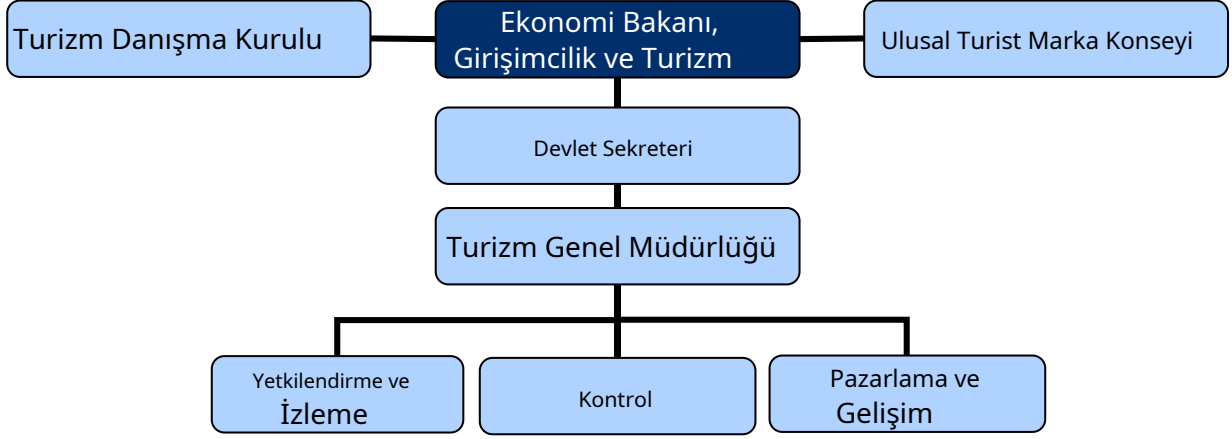 Turizm Danışma Kurulu
Ekonomi Bakanı,
Girişimcilik ve Turizm
Ulusal Turist Marka Konseyi
Devlet Sekreteri
Turizm Genel Müdürlüğü
Yetkilendirme ve
İzleme
Kontrol
Pazarlama ve
Gelişim